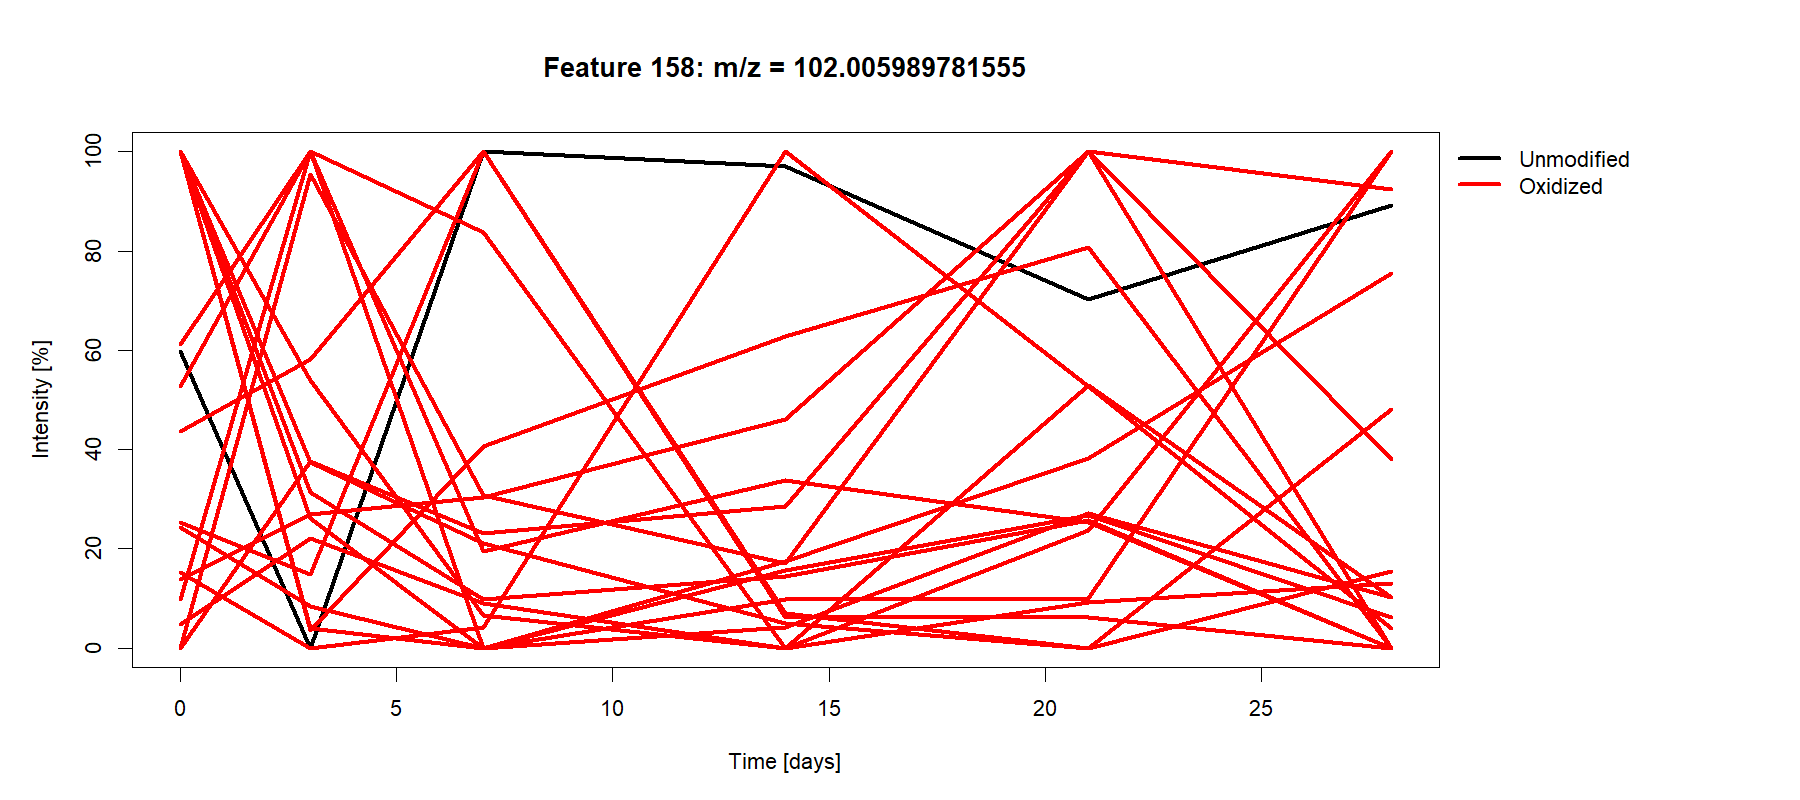 Feature 158: m/z = 102.005989781555
Unmodified
Oxidized
Intensity [%]
100
80
60
40
20
0
0 5 10 15 20 25
Time [days]